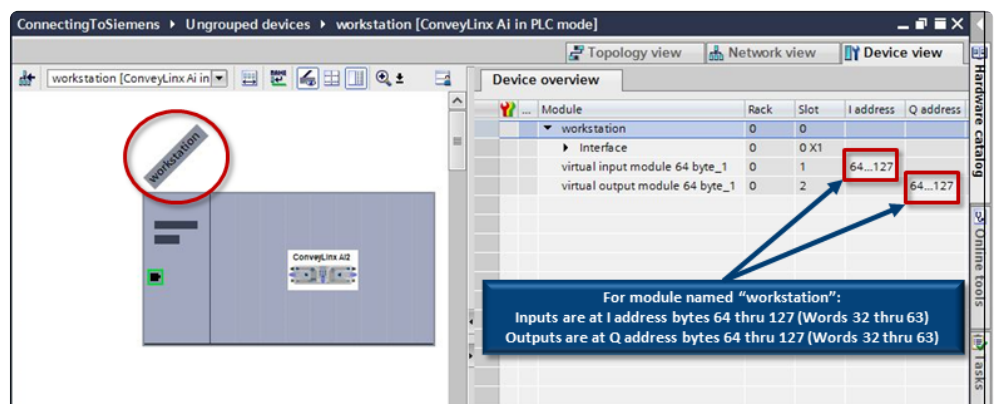 ConnectingToSiemens ▸ Ungrouped devices ▸ workstation [ConveyLinx Ai in PLC mode]
Topology view Network view Device view
workstation [ConveyLinx Ai in
Device overview
... Module Rack Slot I address Q address
workstation 0 0
Interface 0 0 X1
virtual input module 64 byte_1 0 1 64...127
virtual output module 64 byte_1 0 2 64...127
workstation
ConveyLinx Ai2
For module named “workstation”:
Inputs are at I address bytes 64 thru 127 (Words 32 thru 63)
Outputs are at Q address bytes 64 thru 127 (Words 32 thru 63)
Hardware catalog
Online tools
Tasks